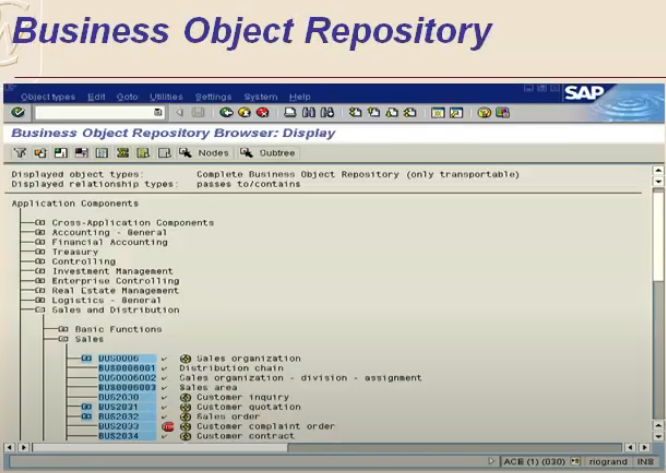 Business Object Repository
Object types Edit Goto Utilities Settings System Help
SAP
Business Object Repository Browser: Display
Nodes Subtree
Displayed object types: Complete Business Object Repository (only transportable)
Displayed relationship types: passes to/contains
Application Components
Cross-Application Components
Accounting - General
Financial Accounting
Treasury
Controlling
Investment Management
Enterprise Controlling
Real Estate Management
Logistics - General
Sales and Distribution
Basic Functions
Sales
BUS0006 Sales organization
BUS0006001 Distribution chain
BUS0006002 Sales organization - division - assignment
BUS0006003 Sales area
BUS2030 Customer inquiry
BUS2031 Customer quotation
BUS2032 Sales order
BUS2033 Customer complaint order
BUS2034 Customer contract
ACE (1) (030) riogrand INS